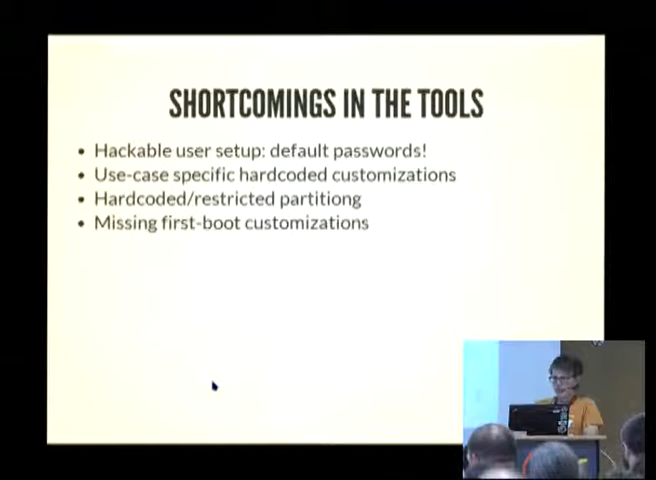 SHORTCOMINGS IN THE TOOLS
• Hackable user setup: default passwords!
• Use-case specific hardcoded customizations
• Hardcoded/restricted partitiong
• Missing first-boot customizations